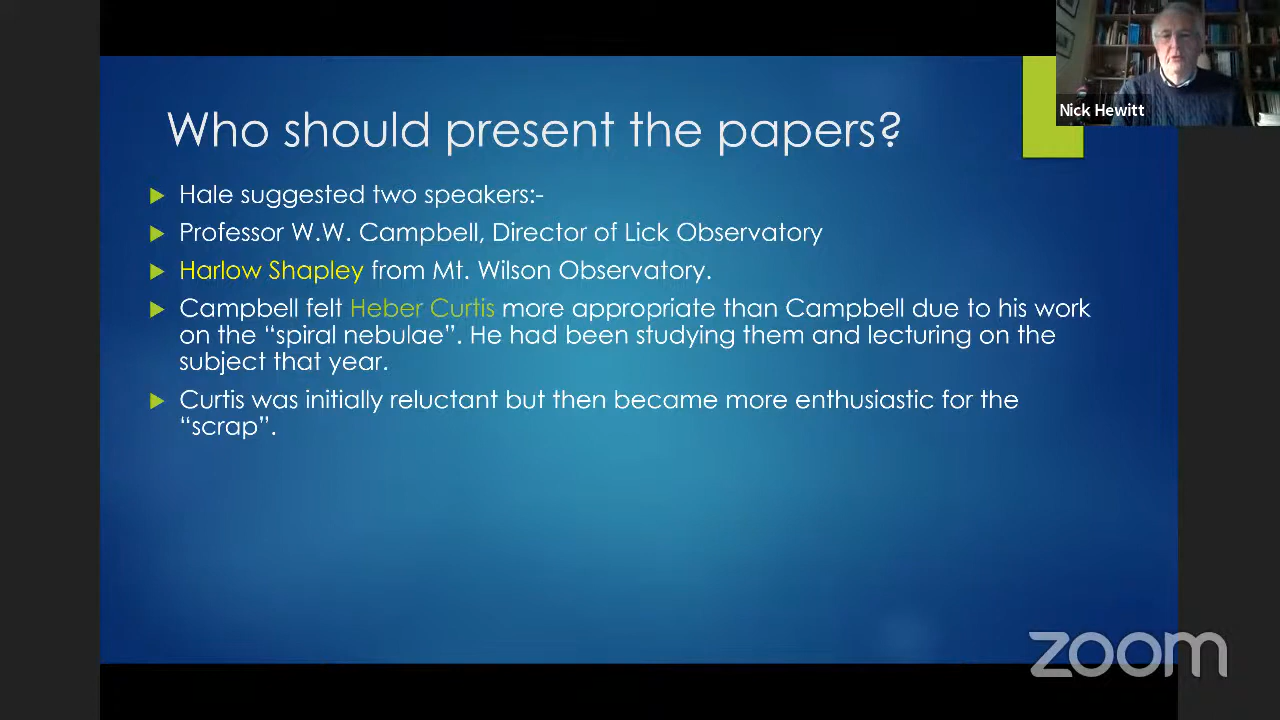 Nick Hewitt
Who should present the papers?
Hale suggested two speakers:-
Professor W.W. Campbell, Director of Lick Observatory
Harlow Shapley from Mt. Wilson Observatory.
Campbell felt Heber Curtis more appropriate than Campbell due to his work
on the “spiral nebulae”. He had been studying them and lecturing on the
subject that year.
Curtis was initially reluctant but then became more enthusiastic for the
“scrap”.
zoom